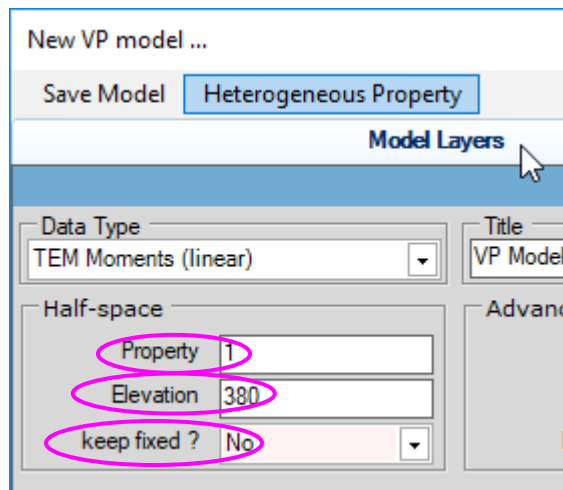 New VP model ...
Save Model Heterogeneous Property
Model Layers
Data Type
TEM Moments (linear)
Title
VP Model
Half-space
Property 1
Elevation 380
keep fixed ? No